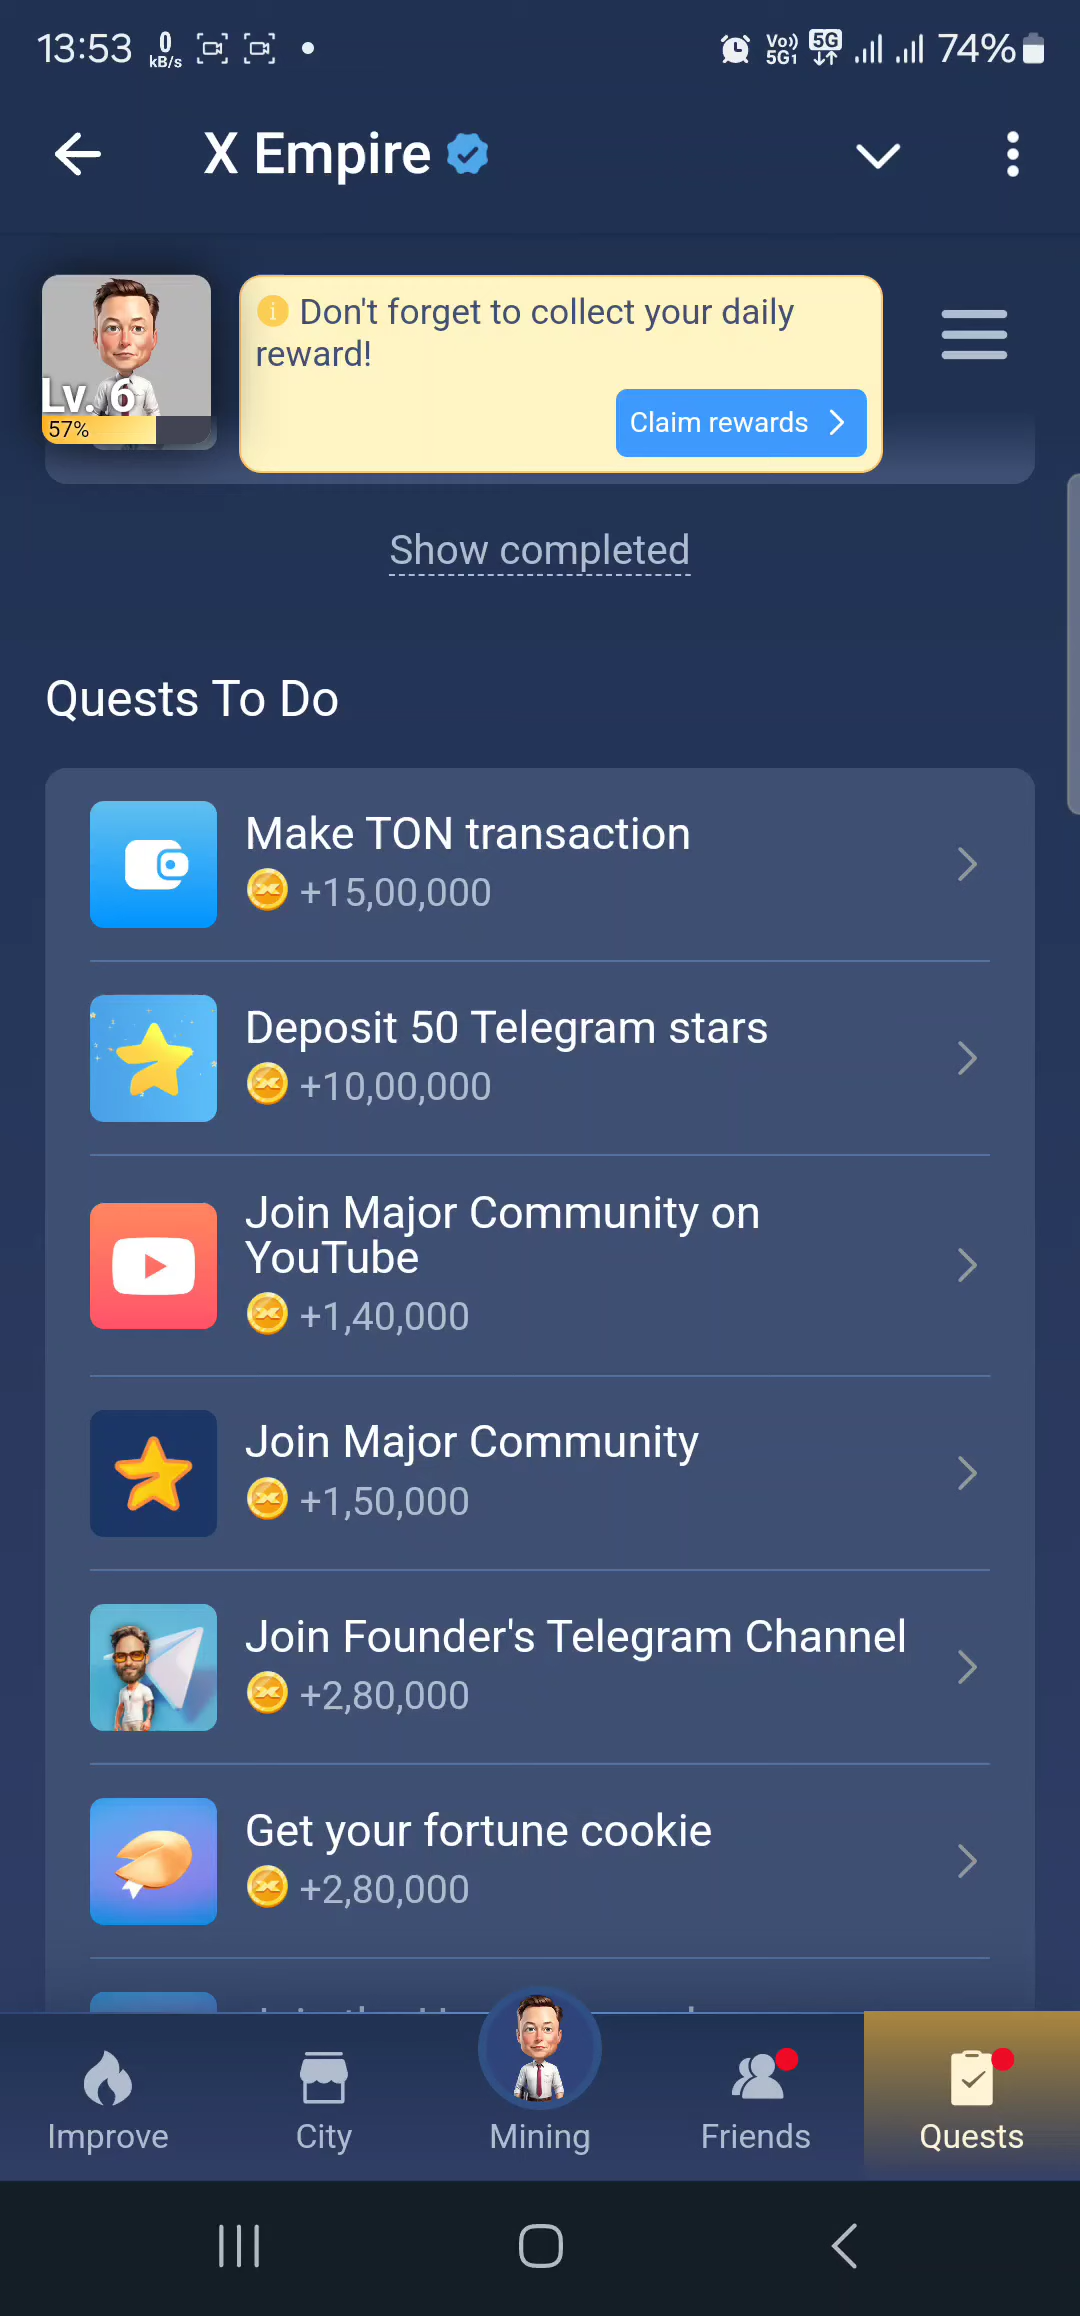 13:53 0 kB/s Vo)) 5G1 5G 74%
X Empire
Don't forget to collect your daily
reward!
Lv. 6
57%
Claim rewards
Show completed
Quests To Do
Make TON transaction
+15,00,000
Deposit 50 Telegram stars
+10,00,000
Join Major Community on
YouTube
+1,40,000
Join Major Community
+1,50,000
Join Founder's Telegram Channel
+2,80,000
Get your fortune cookie
+2,80,000
Improve City Mining Friends Quests